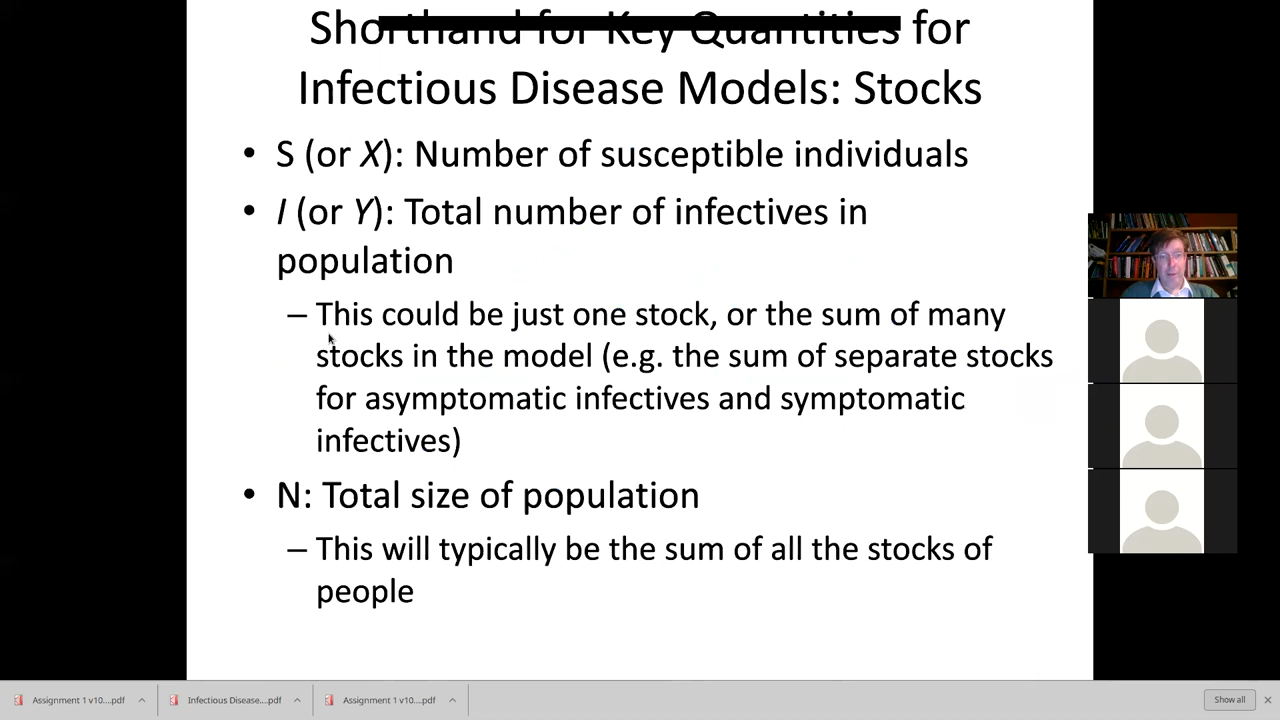 Shorthand for Key Quantities for
Infectious Disease Models: Stocks
• S (or X): Number of susceptible individuals
• I (or Y): Total number of infectives in
population
– This could be just one stock, or the sum of many
stocks in the model (e.g. the sum of separate stocks
for asymptomatic infectives and symptomatic
infectives)
• N: Total size of population
– This will typically be the sum of all the stocks of
people
Assignment 1 v10....pdf
Infectious Disease....pdf
Assignment 1 v10....pdf
Show all